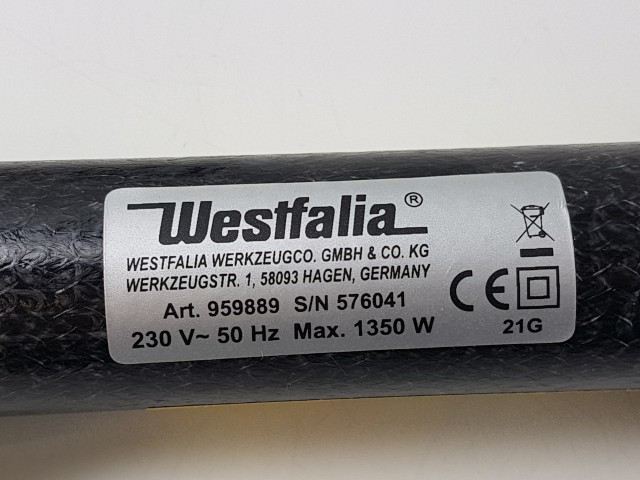 Westfalia®
WESTFALIA WERKZEUGCO. GMBH & CO. KG
WERKZEUGSTR. 1, 58093 HAGEN, GERMANY
Art. 959889 S/N 576041
230 V~ 50 Hz Max. 1350 W
CE
21G